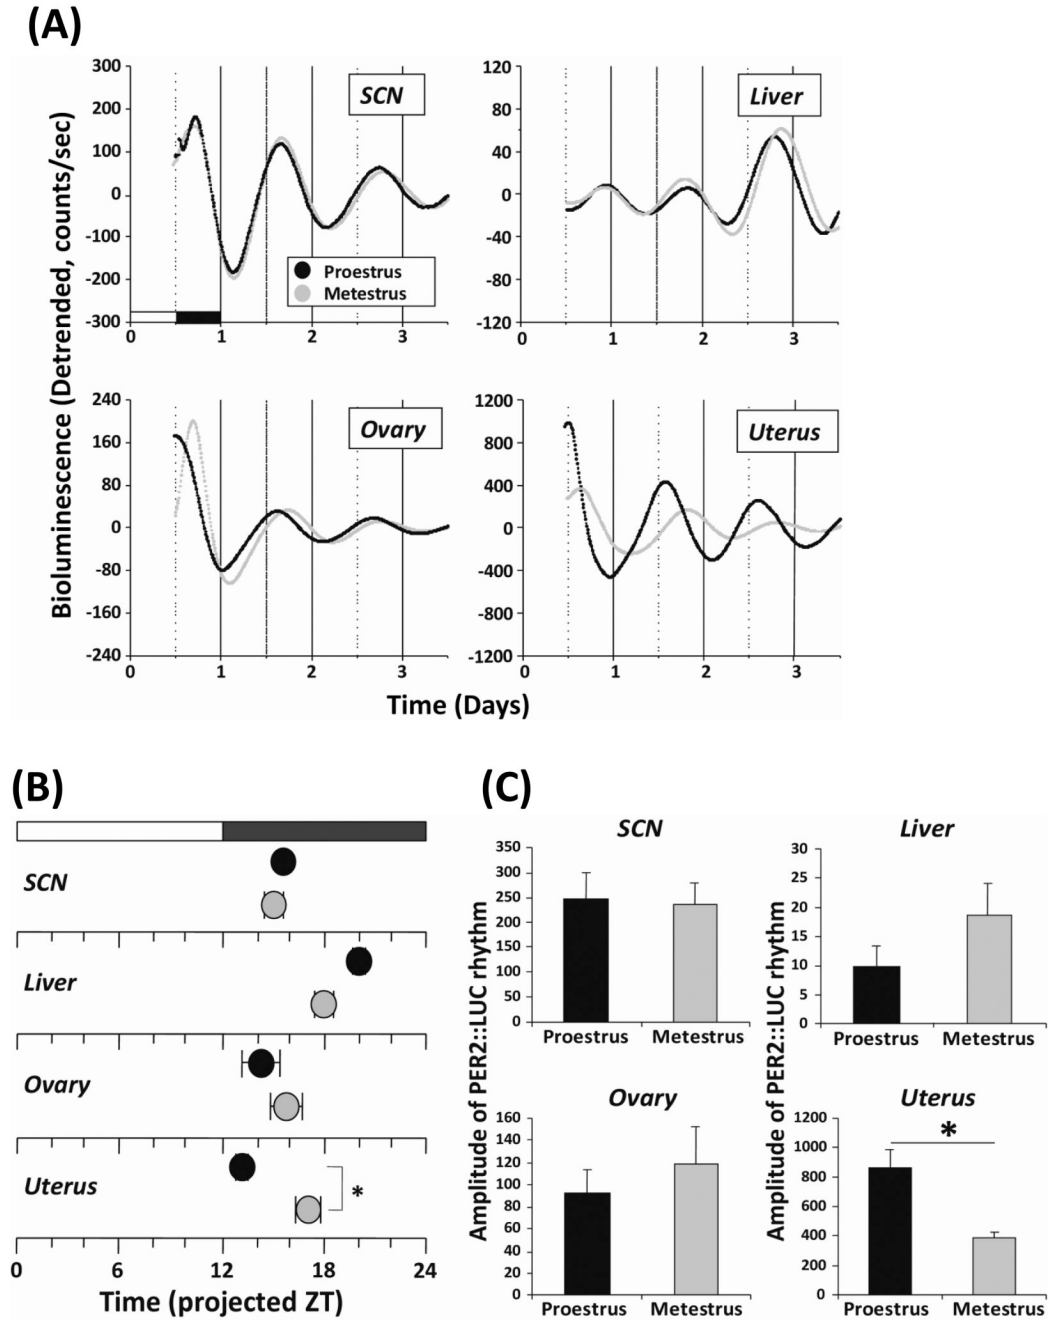 (A)
Bioluminescence (Detrended, counts/sec)
300
200
100
0
-100
-200
-300
SCN
Proestrus
Metestrus
0 1 2 3
120
80
40
0
-40
-80
-120
Liver
0 1 2 3
240
160
80
0
-80
-160
-240
Ovary
0 1 2 3
1200
800
400
0
-400
-800
-1200
Uterus
0 1 2 3
Time (Days)
(B)
SCN
Liver
Ovary
Uterus
*
0 6 12 18 24
Time (projected ZT)
(C)
Amplitude of PER2::LUC rhythm
SCN
350
300
250
200
150
100
50
0
Proestrus Metestrus
Amplitude of PER2::LUC rhythm
Liver
30
25
20
15
10
5
0
Proestrus Metestrus
Ovary
160
140
120
100
80
60
40
20
0
Proestrus Metestrus
Uterus
*
1200
1000
800
600
400
200
0
Proestrus Metestrus